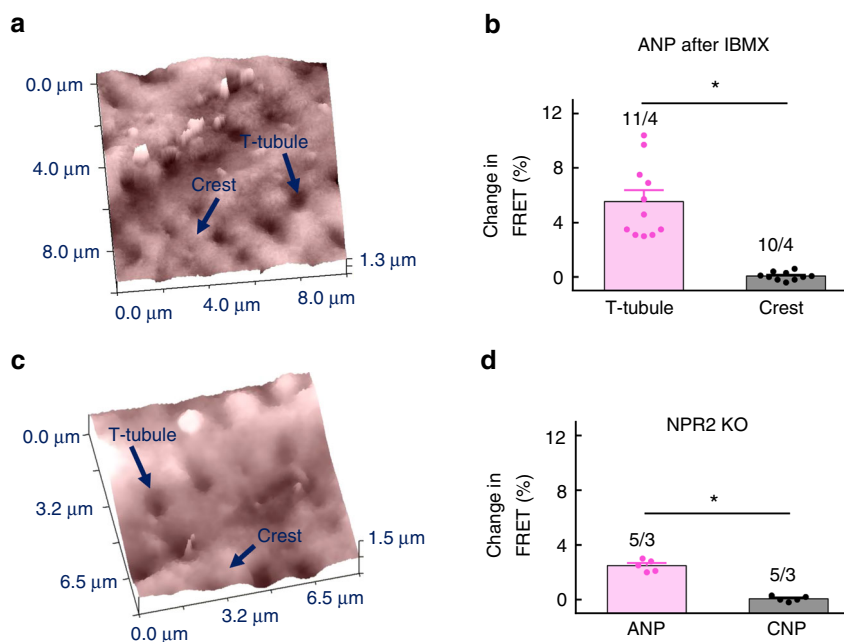 a
0.0 μm
4.0 μm
8.0 μm
T-tubule
Crest
1.3 μm
0.0 μm
4.0 μm
8.0 μm
b
ANP after IBMX
*
12
8
4
0
Change in
FRET (%)
11/4
10/4
T-tubule
Crest
c
0.0 μm
3.2 μm
6.5 μm
T-tubule
Crest
1.5 μm
0.0 μm
3.2 μm
6.5 μm
d
NPR2 KO
*
12
8
4
0
Change in
FRET (%)
5/3
5/3
ANP
CNP